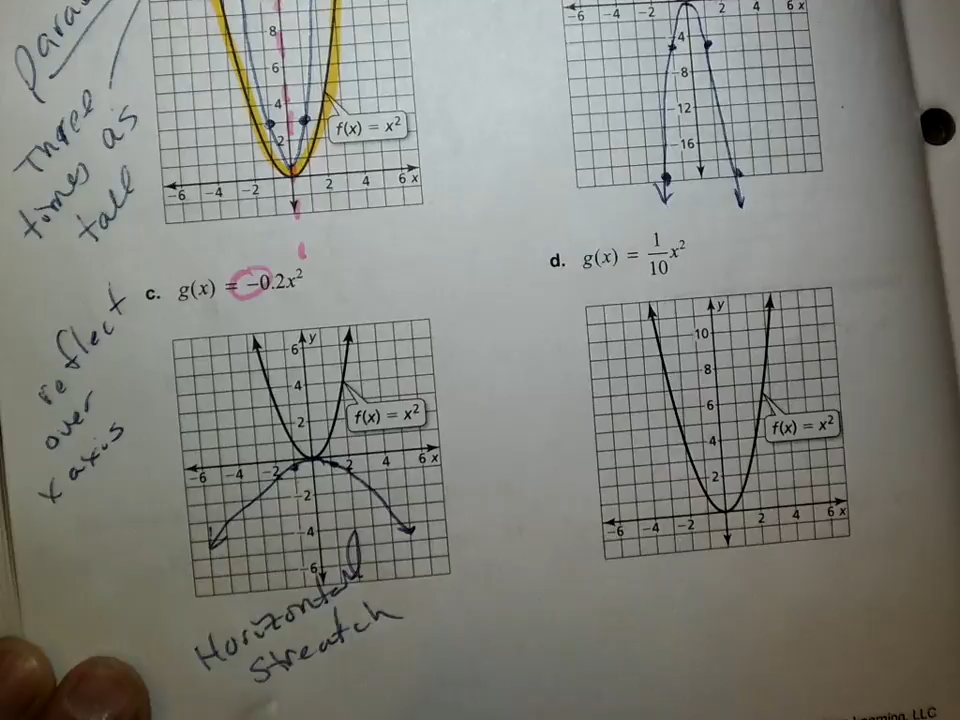 Para
Three
times as
tall
8
6
4
2
f(x) = x²
-6 -4 -2 2 4 6 x
-6 -4 -2 2 4 6 x
4
8
12
16
c. g(x) = -0.2x²
d. g(x) = 1/10 x²
reflect
over
x axis
y
6
4
2
f(x) = x²
-6 -4 -2 2 4 6 x
-2
-4
-6
Horizontal
Streatch
y
10
8
6
4
2
f(x) = x²
-6 -4 -2 2 4 6 x
Learning, LLC